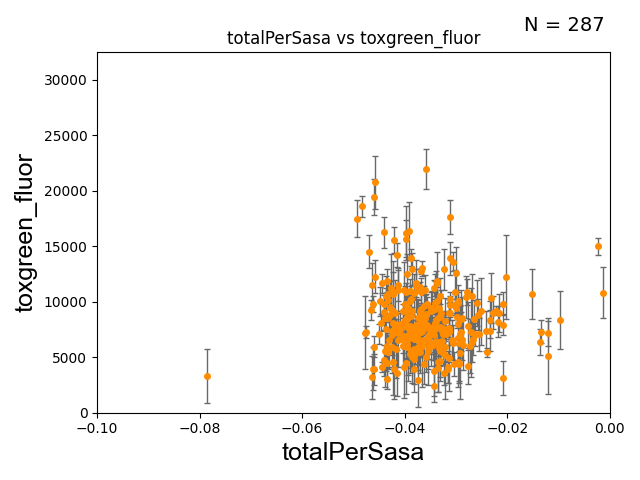 N = 287
totalPerSasa vs toxgreen_fluor
toxgreen_fluor
30000
25000
20000
15000
10000
5000
0
−0.10 −0.08 −0.06 −0.04 −0.02 0.00
totalPerSasa